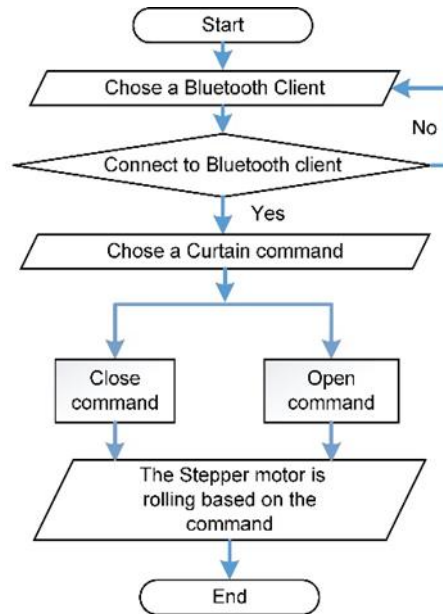 Start
Chose a Bluetooth Client
No
Connect to Bluetooth client
Yes
Chose a Curtain command
Close
command
Open
command
The Stepper motor is
rolling based on the
command
End